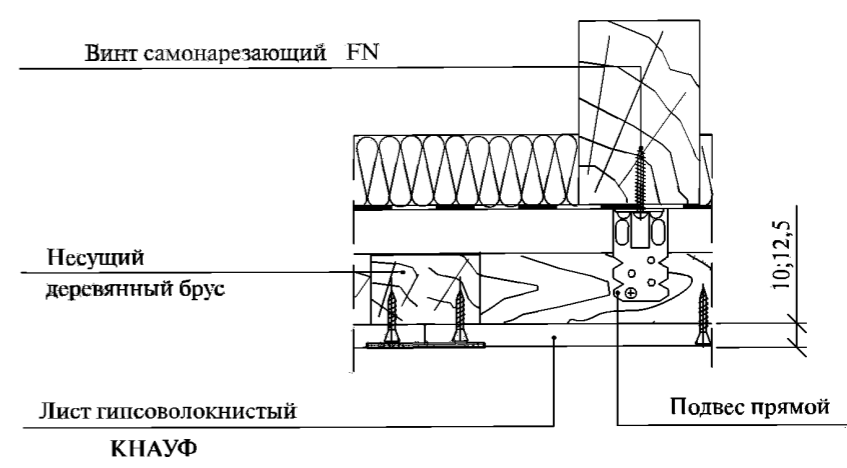 Винт самонарезающий FN
10;12,5
Несущий
деревянный брус
Лист гипсоволокнистый
КНАУФ
Подвес прямой